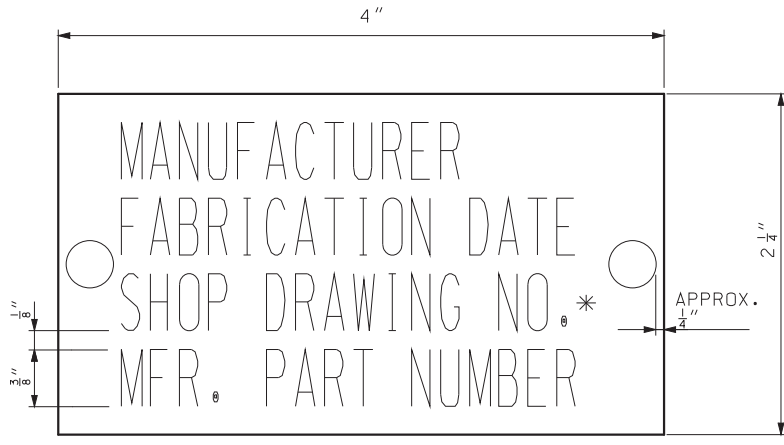 4"
MANUFACTURER
FABRICATION DATE
SHOP DRAWING NO.*
MFR. PART NUMBER
2 1/4"
APPROX.
1/4"
1/8"
3/8"